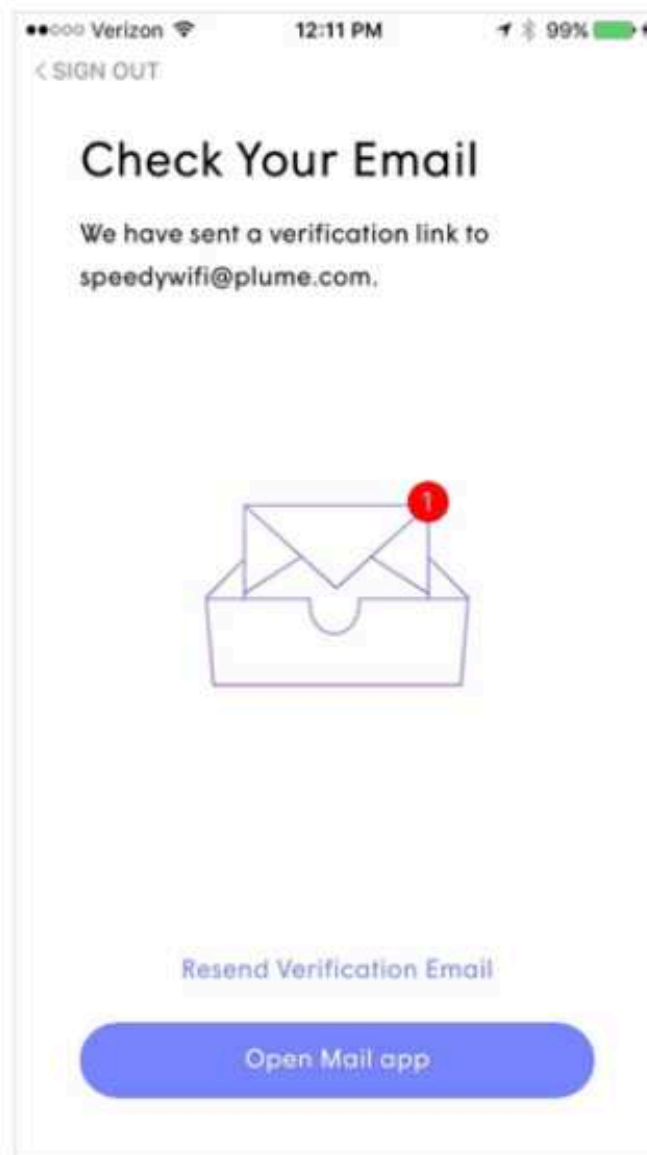 Verizon 12:11 PM 99%
< SIGN OUT
Check Your Email
We have sent a verification link to
speedywifi@plume.com.
1
Resend Verification Email
Open Mail app